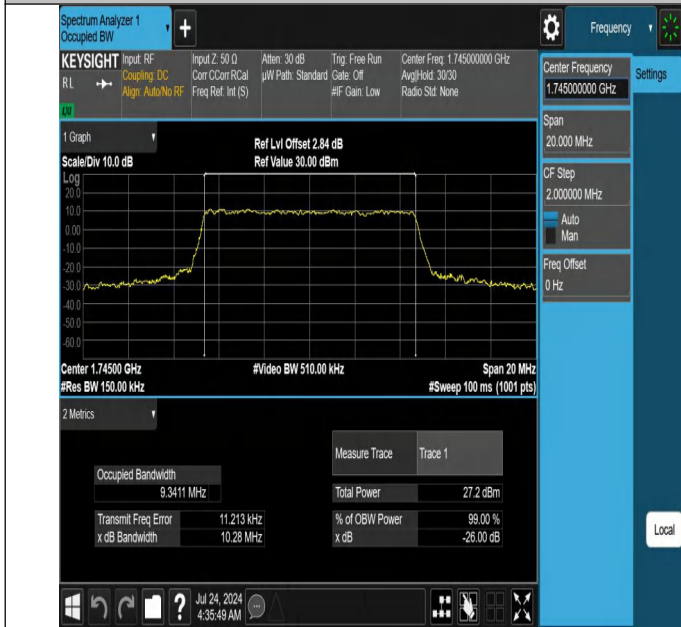 Spectrum Analyzer 1
Occupied BW
+
Frequency
KEYSIGHT
RL
LXI
Input: RF
Coupling: DC
Align: Auto/No RF
Input Z: 50 Ω
Corr CCorr RCal
Freq Ref: Int (S)
Atten: 30 dB
µW Path: Standard
Trig: Free Run
Gate: Off
#IF Gain: Low
Center Freq: 1.745000000 GHz
Avg|Hold: 30/30
Radio Std: None
Center Frequency
1.745000000 GHz
Settings
Span
20.000 MHz
CF Step
2.000000 MHz
Auto
Man
Freq Offset
0 Hz
1 Graph
Scale/Div 10.0 dB
Ref Lvl Offset 2.84 dB
Ref Value 30.00 dBm
Log
20.0
10.0
0.00
-10.0
-20.0
-30.0
-40.0
-50.0
-60.0
Center 1.74500 GHz
#Res BW 150.00 kHz
#Video BW 510.00 kHz
Span 20 MHz
#Sweep 100 ms (1001 pts)
2 Metrics
Measure Trace Trace 1
Occupied Bandwidth
9.3411 MHz
Total Power 27.2 dBm
Transmit Freq Error 11.213 kHz
% of OBW Power 99.00 %
x dB Bandwidth 10.28 MHz
x dB -26.00 dB
Local
?
Jul 24, 2024
4:35:49 AM